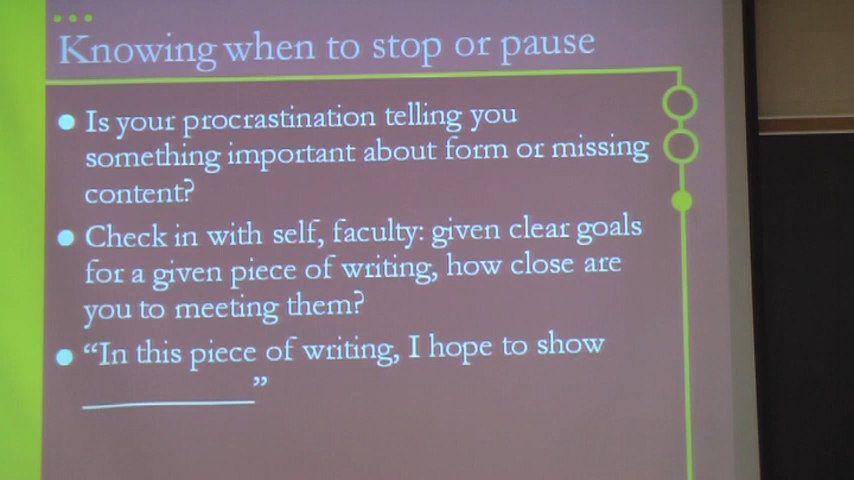 Knowing when to stop or pause
Is your procrastination telling you
something important about form or missing
content?
Check in with self, faculty: given clear goals
for a given piece of writing, how close are
you to meeting them?
“In this piece of writing, I hope to show
____________”